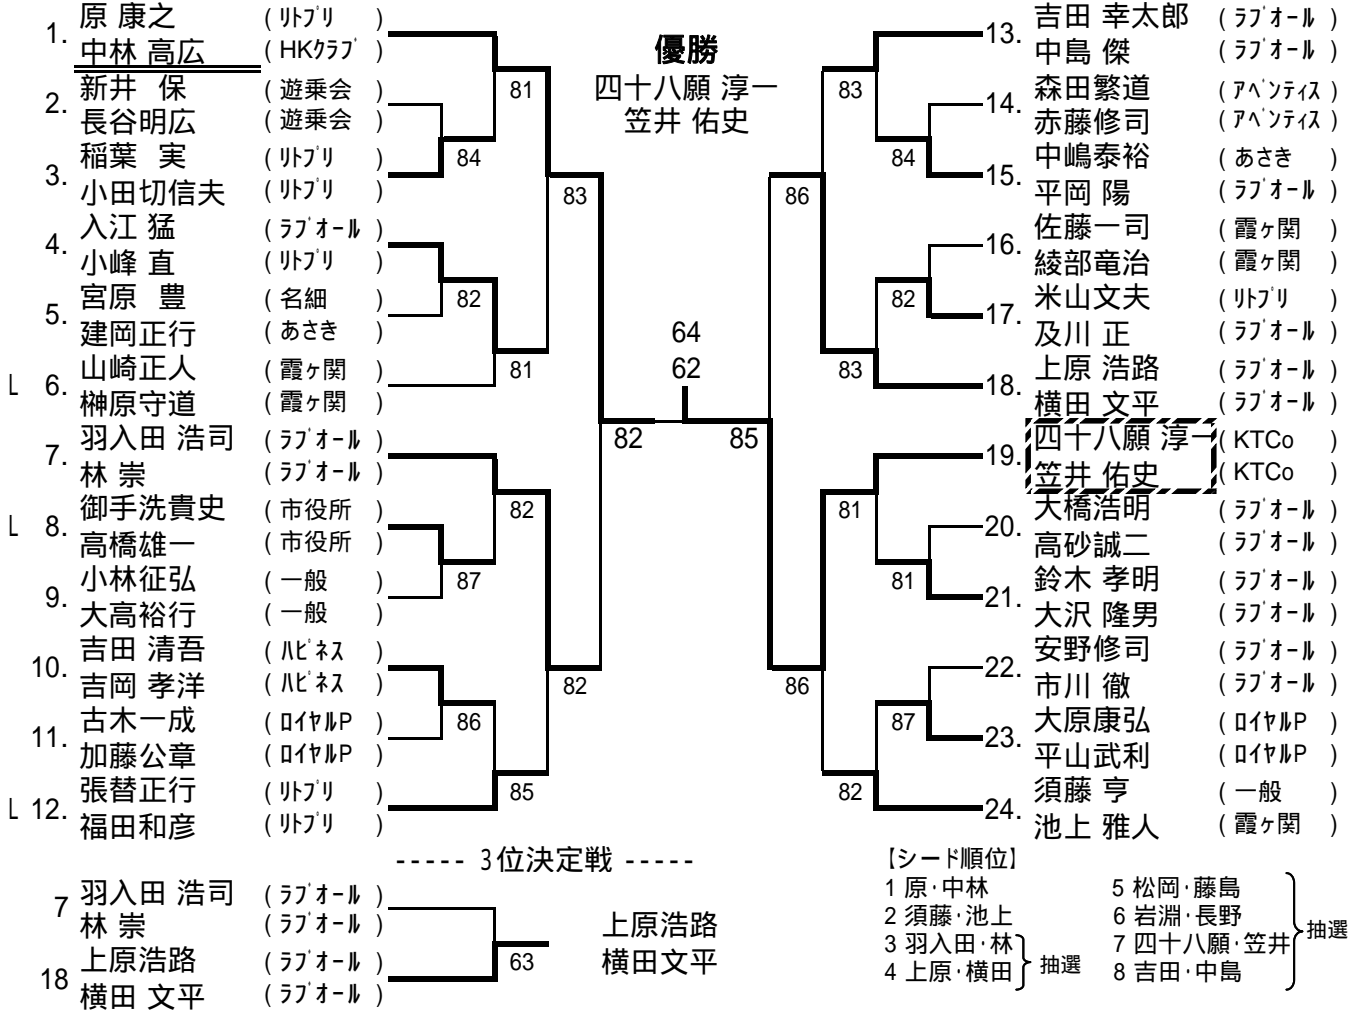 優勝
四十八願 淳一
笠井 佑史
1. 原 康之 (ﾘﾄﾌﾟﾘ)
中林 高広 (HKｸﾗﾌﾞ)
2. 新井 保 (遊乗会)
長谷明広 (遊乗会)
3. 稲葉 実 (ﾘﾄﾌﾟﾘ)
小田切信夫 (ﾘﾄﾌﾟﾘ)
4. 入江 猛 (ﾗﾌﾞｵｰﾙ)
小峰 直 (ﾘﾄﾌﾟﾘ)
5. 宮原 豊 (名細)
建岡正行 (あさき)
L 6. 山崎正人 (霞ヶ関)
榊原守道 (霞ヶ関)
7. 羽入田 浩司 (ﾗﾌﾞｵｰﾙ)
林 崇 (ﾗﾌﾞｵｰﾙ)
L 8. 御手洗貴史 (市役所)
高橋雄一 (市役所)
9. 小林征弘 (一般)
大高裕行 (一般)
10. 吉田 清吾 (ﾊﾋﾟﾈｽ)
吉岡 孝洋 (ﾊﾋﾟﾈｽ)
11. 古木一成 (ﾛｲﾔﾙP)
加藤公章 (ﾛｲﾔﾙP)
L 12. 張替正行 (ﾘﾄﾌﾟﾘ)
福田和彦 (ﾘﾄﾌﾟﾘ)
81
84
83
82
81
82
82
87
82
86
85
64
62
85
13. 吉田 幸太郎 (ﾗﾌﾞｵｰﾙ)
中島 傑 (ﾗﾌﾞｵｰﾙ)
14. 森田繁道 (ｱﾍﾞﾝﾃｨｽ)
赤藤修司 (ｱﾍﾞﾝﾃｨｽ)
15. 中嶋泰裕 (あさき)
平岡 陽 (ﾗﾌﾞｵｰﾙ)
16. 佐藤一司 (霞ヶ関)
綾部竜治 (霞ヶ関)
17. 米山文夫 (ﾘﾄﾌﾟﾘ)
及川 正 (ﾗﾌﾞｵｰﾙ)
18. 上原 浩路 (ﾗﾌﾞｵｰﾙ)
横田 文平 (ﾗﾌﾞｵｰﾙ)
19. 四十八願 淳一 (KTCo)
笠井 佑史 (KTCo)
20. 大橋浩明 (ﾗﾌﾞｵｰﾙ)
高砂誠二 (ﾗﾌﾞｵｰﾙ)
21. 鈴木 孝明 (ﾗﾌﾞｵｰﾙ)
大沢 隆男 (ﾗﾌﾞｵｰﾙ)
22. 安野修司 (ﾗﾌﾞｵｰﾙ)
市川 徹 (ﾗﾌﾞｵｰﾙ)
23. 大原康弘 (ﾛｲﾔﾙP)
平山武利 (ﾛｲﾔﾙP)
24. 須藤 亨 (一般)
池上 雅人 (霞ヶ関)
83
84
86
82
83
81
81
86
87
82
----- 3位決定戦 -----
7 羽入田 浩司 (ﾗﾌﾞｵｰﾙ)
林 崇 (ﾗﾌﾞｵｰﾙ)
18 上原浩路 (ﾗﾌﾞｵｰﾙ)
横田 文平 (ﾗﾌﾞｵｰﾙ)
63
上原浩路
横田文平
【シード順位】
1 原･中林
2 須藤･池上
3 羽入田･林
4 上原･横田
抽選
5 松岡･藤島
6 岩淵･長野
7 四十八願･笠井
8 吉田･中島
抽選